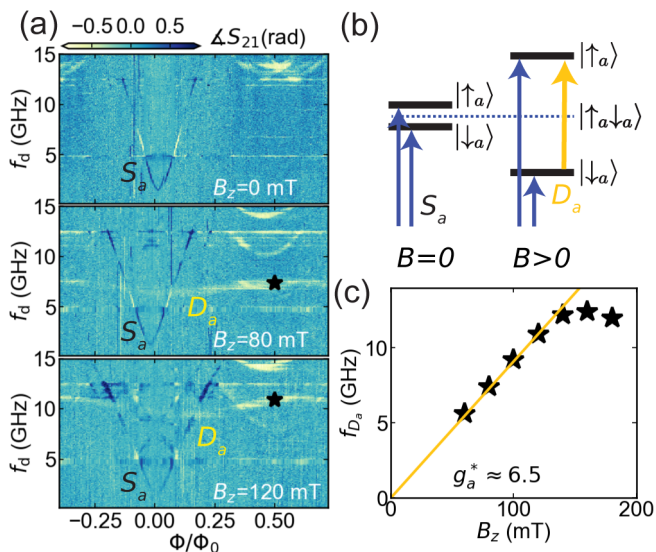 (a)
−0.5 0.0 0.5 ∡S21(rad)
15
10
5
fd (GHz)
Sa
Bz=0 mT
15
10
5
fd (GHz)
Sa
Da
Bz=80 mT
15
10
5
0
fd (GHz)
Sa
Da
Bz=120 mT
−0.25 0.00 0.25 0.50
Φ/Φ0
(b)
|↑a⟩
|↓a⟩
Sa
B=0
|↑a⟩
|↑a↓a⟩
|↓a⟩
Da
B>0
(c)
10
5
0
fDa (GHz)
g*a ≈ 6.5
0 100 200
Bz (mT)